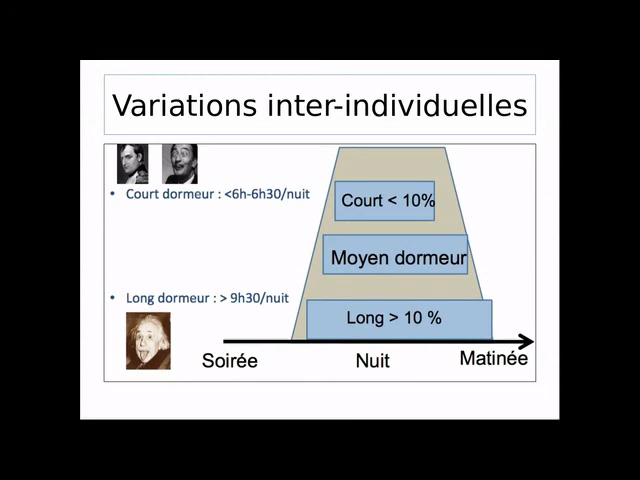 Variations inter-individuelles
• Court dormeur : <6h-6h30/nuit
Court < 10%
Moyen dormeur
• Long dormeur : > 9h30/nuit
Long > 10 %
Soirée
Nuit
Matinée